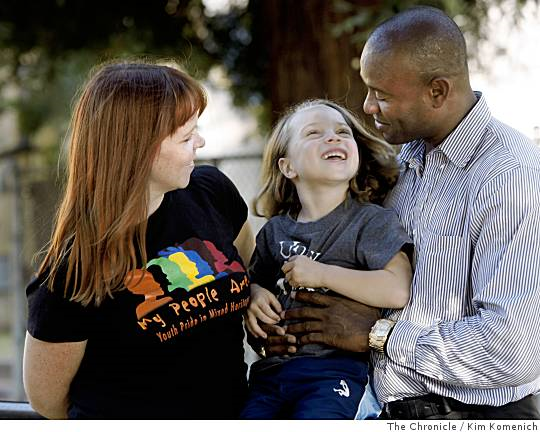 My People Are
Youth Pride in Mixed Heritage
The Chronicle / Kim Komenich